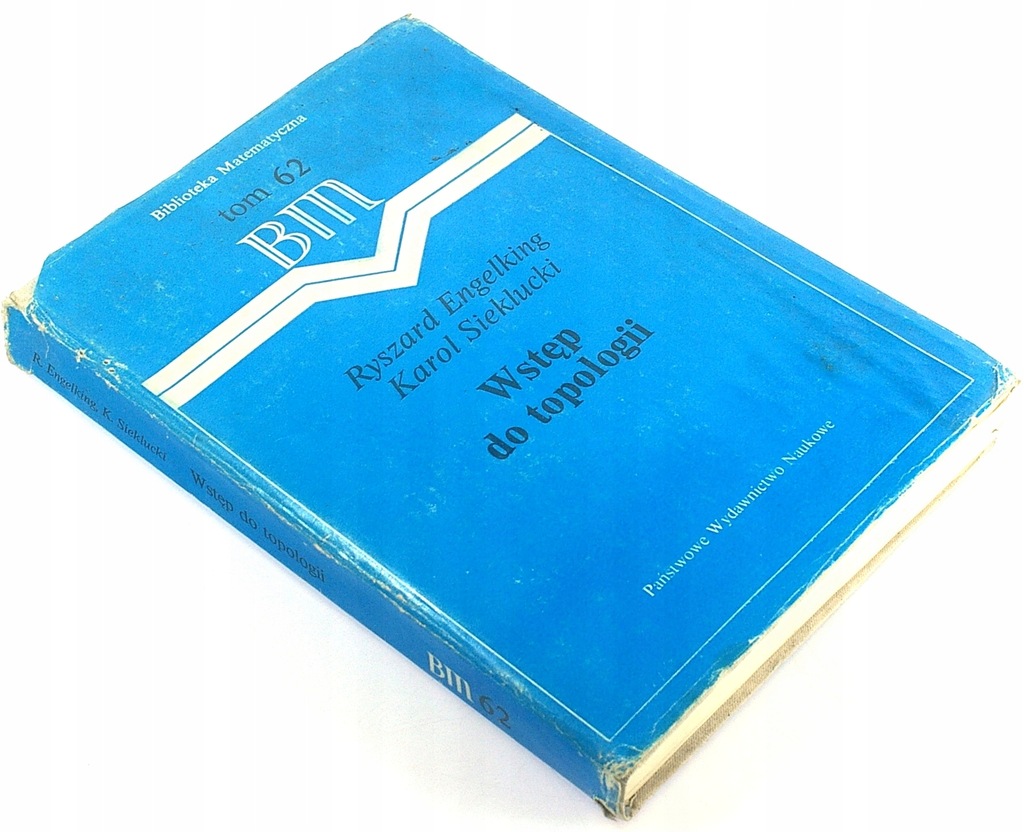 Biblioteka Matematyczna
tom 62
BM
Ryszard Engelking
Karol Sieklucki
Wstęp
do topologii
Państwowe Wydawnictwo Naukowe
R. Engelking, K. Sieklucki
Wstęp do topologii
BM 62